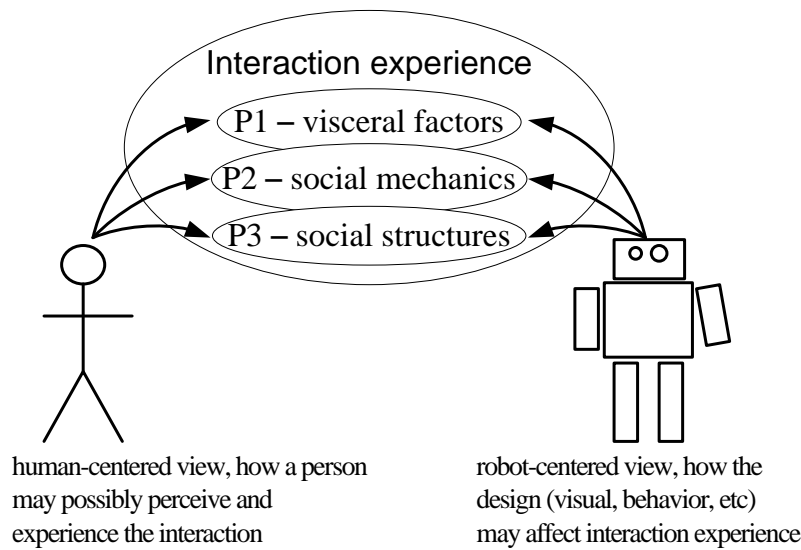 Interaction experience
P1 – visceral factors
P2 – social mechanics
P3 – social structures
human-centered view, how a person
may possibly perceive and
experience the interaction
robot-centered view, how the
design (visual, behavior, etc)
may affect interaction experience